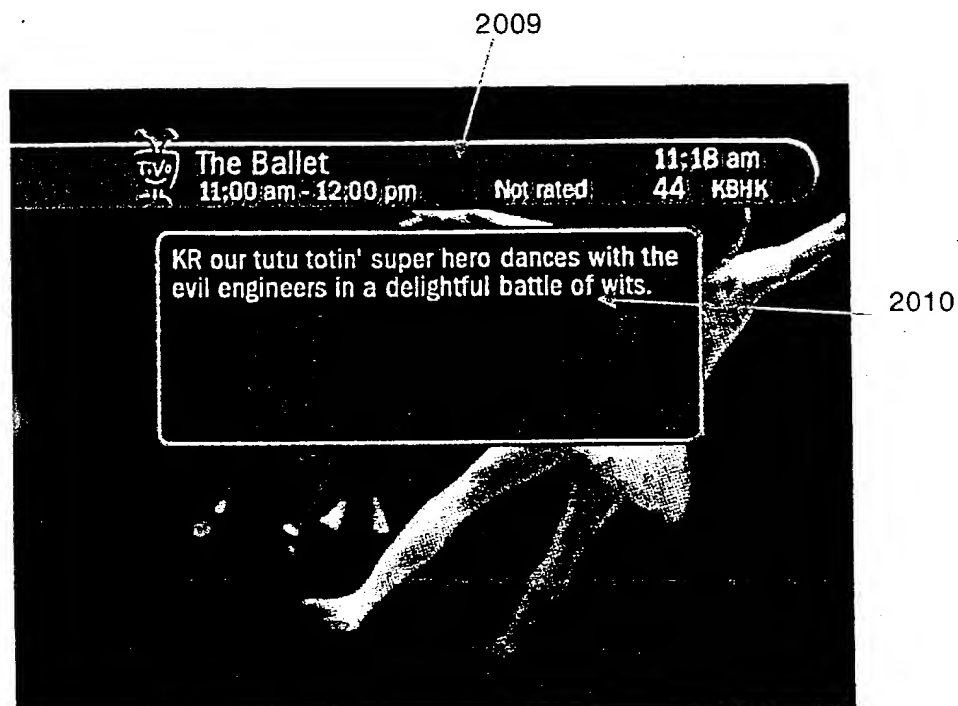 2009
TiVo The Ballet 11:18 am
11:00 am - 12:00 pm Not rated 44 KBHK
KR our tutu totin' super hero dances with the
evil engineers in a delightful battle of wits.
2010